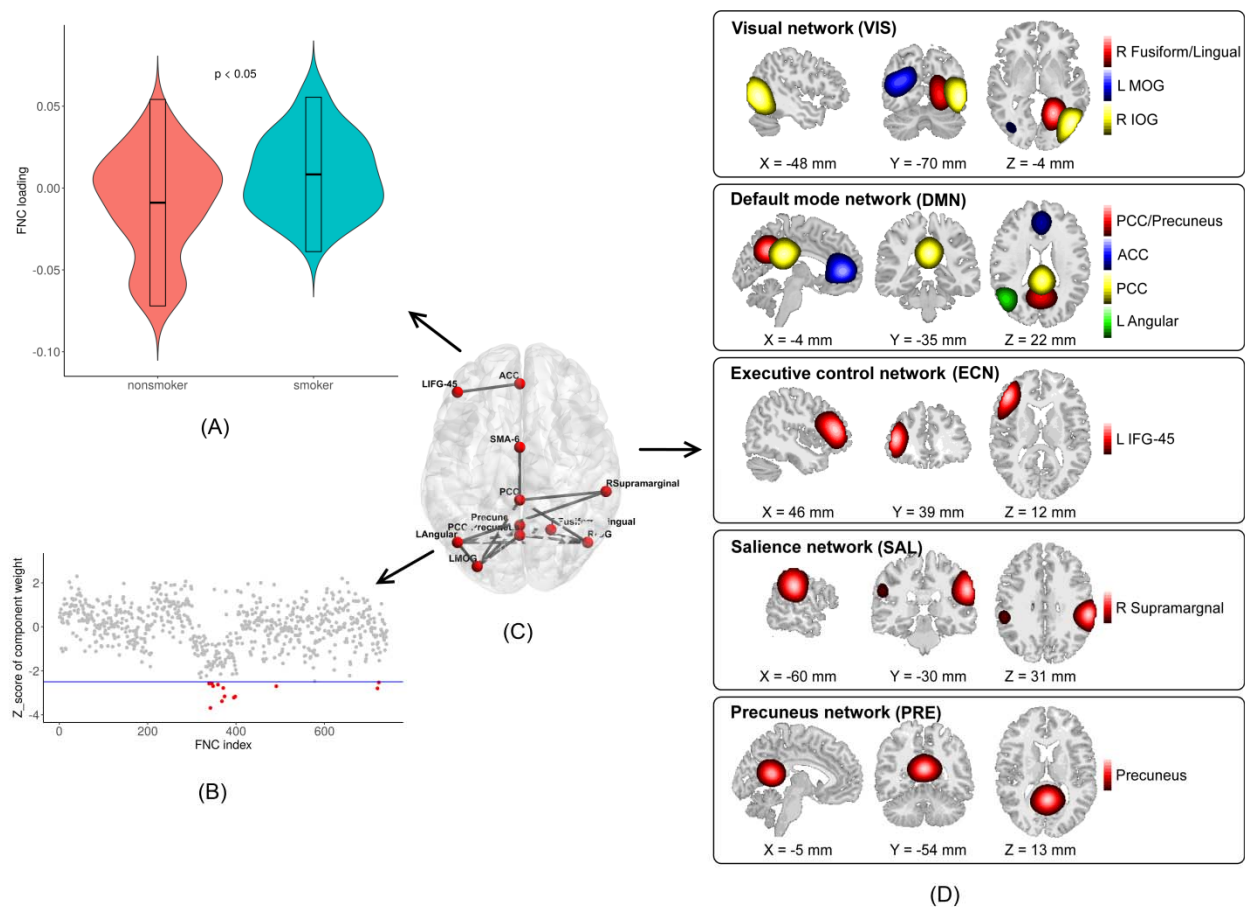 p < 0.05
FNC loading
0.05
0.00
-0.05
-0.10
nonsmoker
smoker
(A)
Z_score of component weight
2
0
-2
-4
0
200
400
600
FNC index
(B)
ACC
LIFG-45
SMA-6
PCC
RSupramarginal
Precune
PCC
LAngular
LMOG
(C)
Visual network (VIS)
R Fusiform/Lingual
L MOG
R IOG
X = -48 mm
Y = -70 mm
Z = -4 mm
Default mode network (DMN)
PCC/Precuneus
ACC
PCC
L Angular
X = -4 mm
Y = -35 mm
Z = 22 mm
Executive control network (ECN)
L IFG-45
X = 46 mm
Y = 39 mm
Z = 12 mm
Salience network (SAL)
R Supramargnal
X = -60 mm
Y = -30 mm
Z = 31 mm
Precuneus network (PRE)
Precuneus
X = -5 mm
Y = -54 mm
Z = 13 mm
(D)